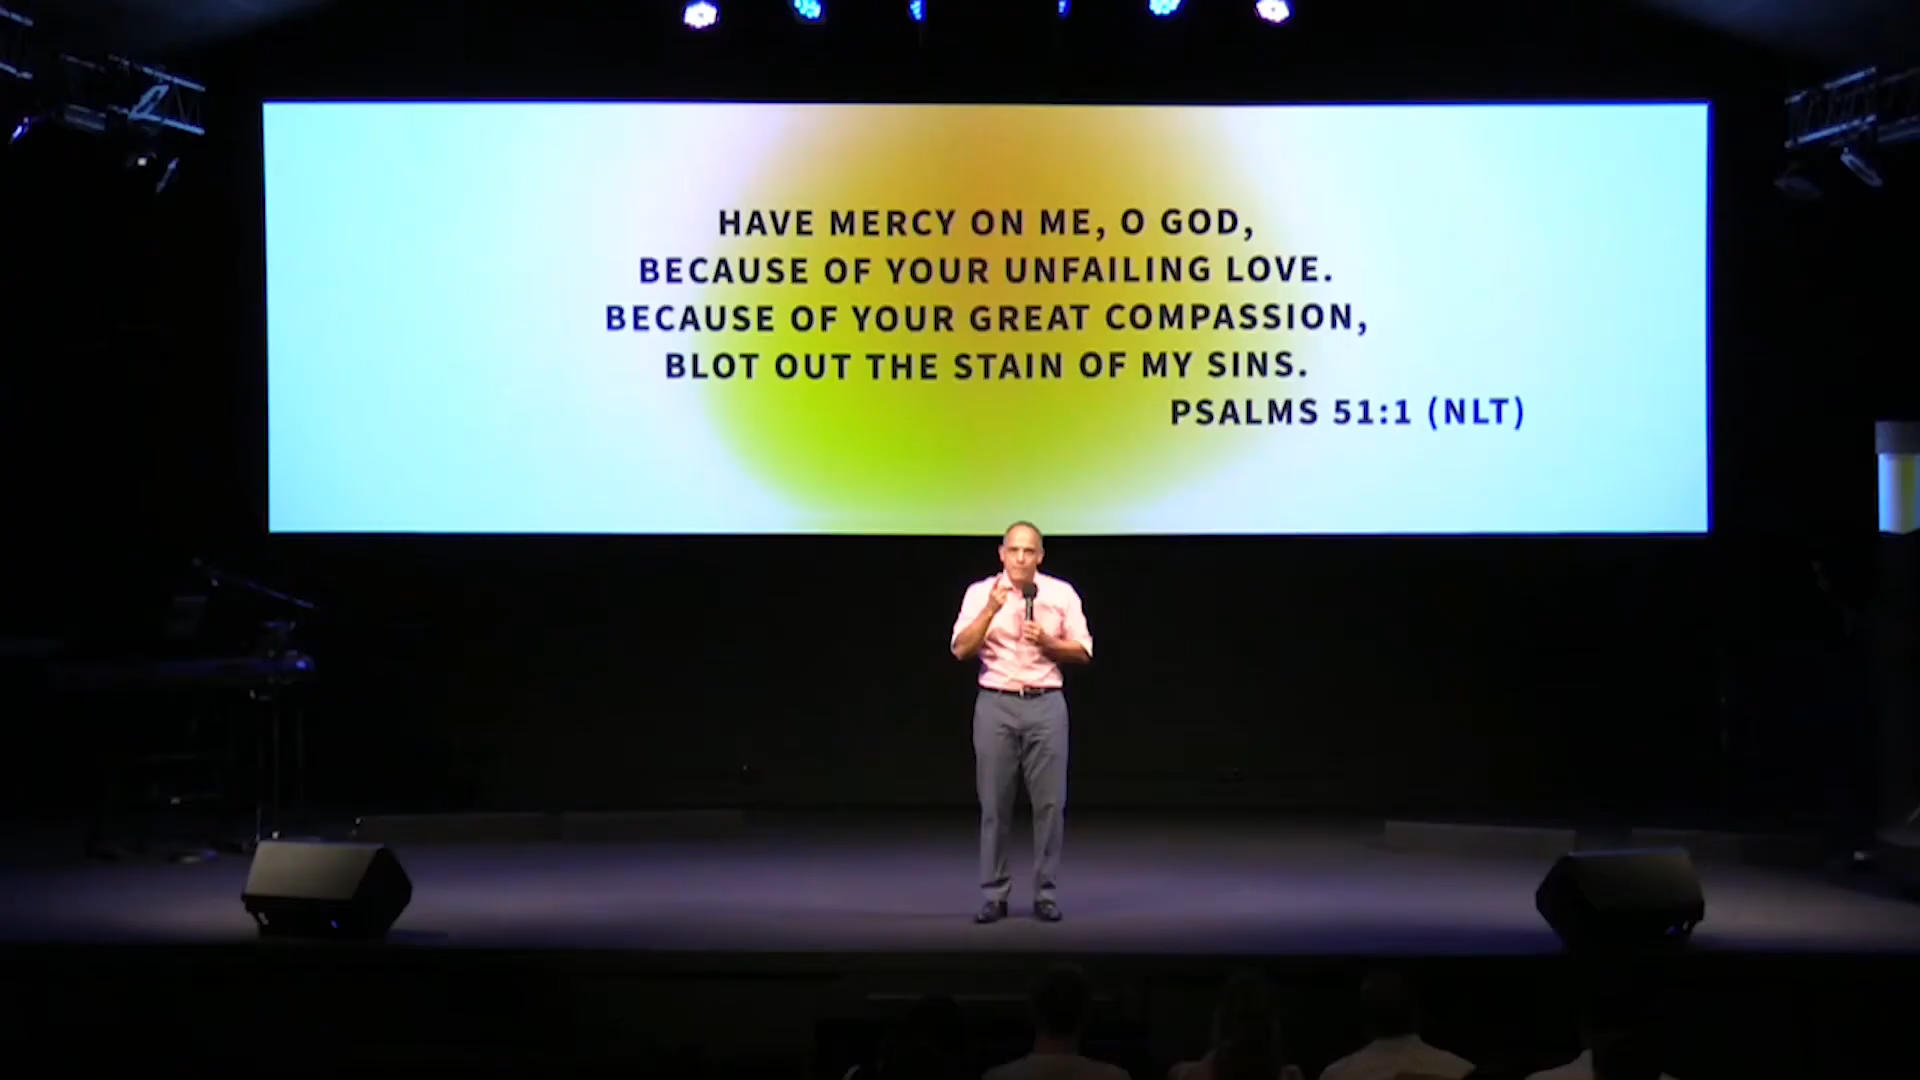 HAVE MERCY ON ME, O GOD,
BECAUSE OF YOUR UNFAILING LOVE.
BECAUSE OF YOUR GREAT COMPASSION,
BLOT OUT THE STAIN OF MY SINS.
PSALMS 51:1 (NLT)